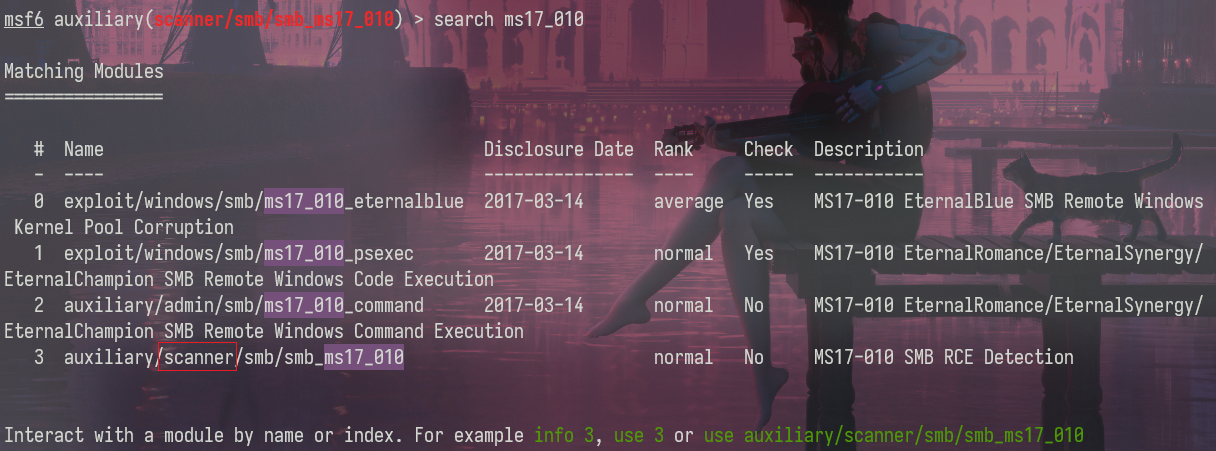 msf6 auxiliary(scanner/smb/smb_ms17_010) > search ms17_010
Matching Modules
================
# Name Disclosure Date Rank Check Description
- ---- --------------- ---- ----- -----------
0 exploit/windows/smb/ms17_010_eternalblue 2017-03-14 average Yes MS17-010 EternalBlue SMB Remote Windows
Kernel Pool Corruption
1 exploit/windows/smb/ms17_010_psexec 2017-03-14 normal Yes MS17-010 EternalRomance/EternalSynergy/
EternalChampion SMB Remote Windows Code Execution
2 auxiliary/admin/smb/ms17_010_command 2017-03-14 normal No MS17-010 EternalRomance/EternalSynergy/
EternalChampion SMB Remote Windows Command Execution
3 auxiliary/scanner/smb/smb_ms17_010 normal No MS17-010 SMB RCE Detection
Interact with a module by name or index. For example info 3, use 3 or use auxiliary/scanner/smb/smb_ms17_010